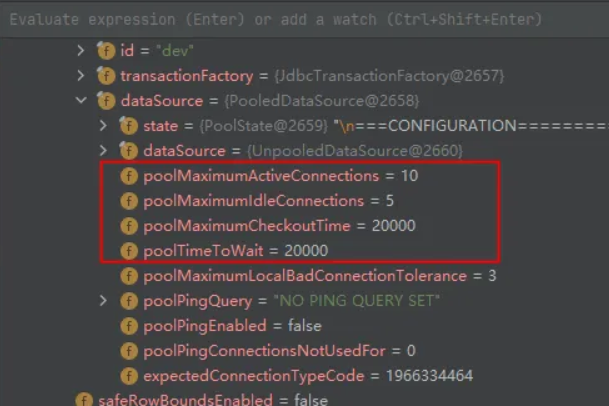 Evaluate expression (Enter) or add a watch (Ctrl+Shift+Enter)
id = "dev"
transactionFactory = {JdbcTransactionFactory@2657}
dataSource = {PooledDataSource@2658}
state = {PoolState@2659} "\n===CONFIGURATION=========
dataSource = {UnpooledDataSource@2660}
poolMaximumActiveConnections = 10
poolMaximumIdleConnections = 5
poolMaximumCheckoutTime = 20000
poolTimeToWait = 20000
poolMaximumLocalBadConnectionTolerance = 3
poolPingQuery = "NO PING QUERY SET"
poolPingEnabled = false
poolPingConnectionsNotUsedFor = 0
expectedConnectionTypeCode = 1966334464
safeRowBoundsEnabled = false